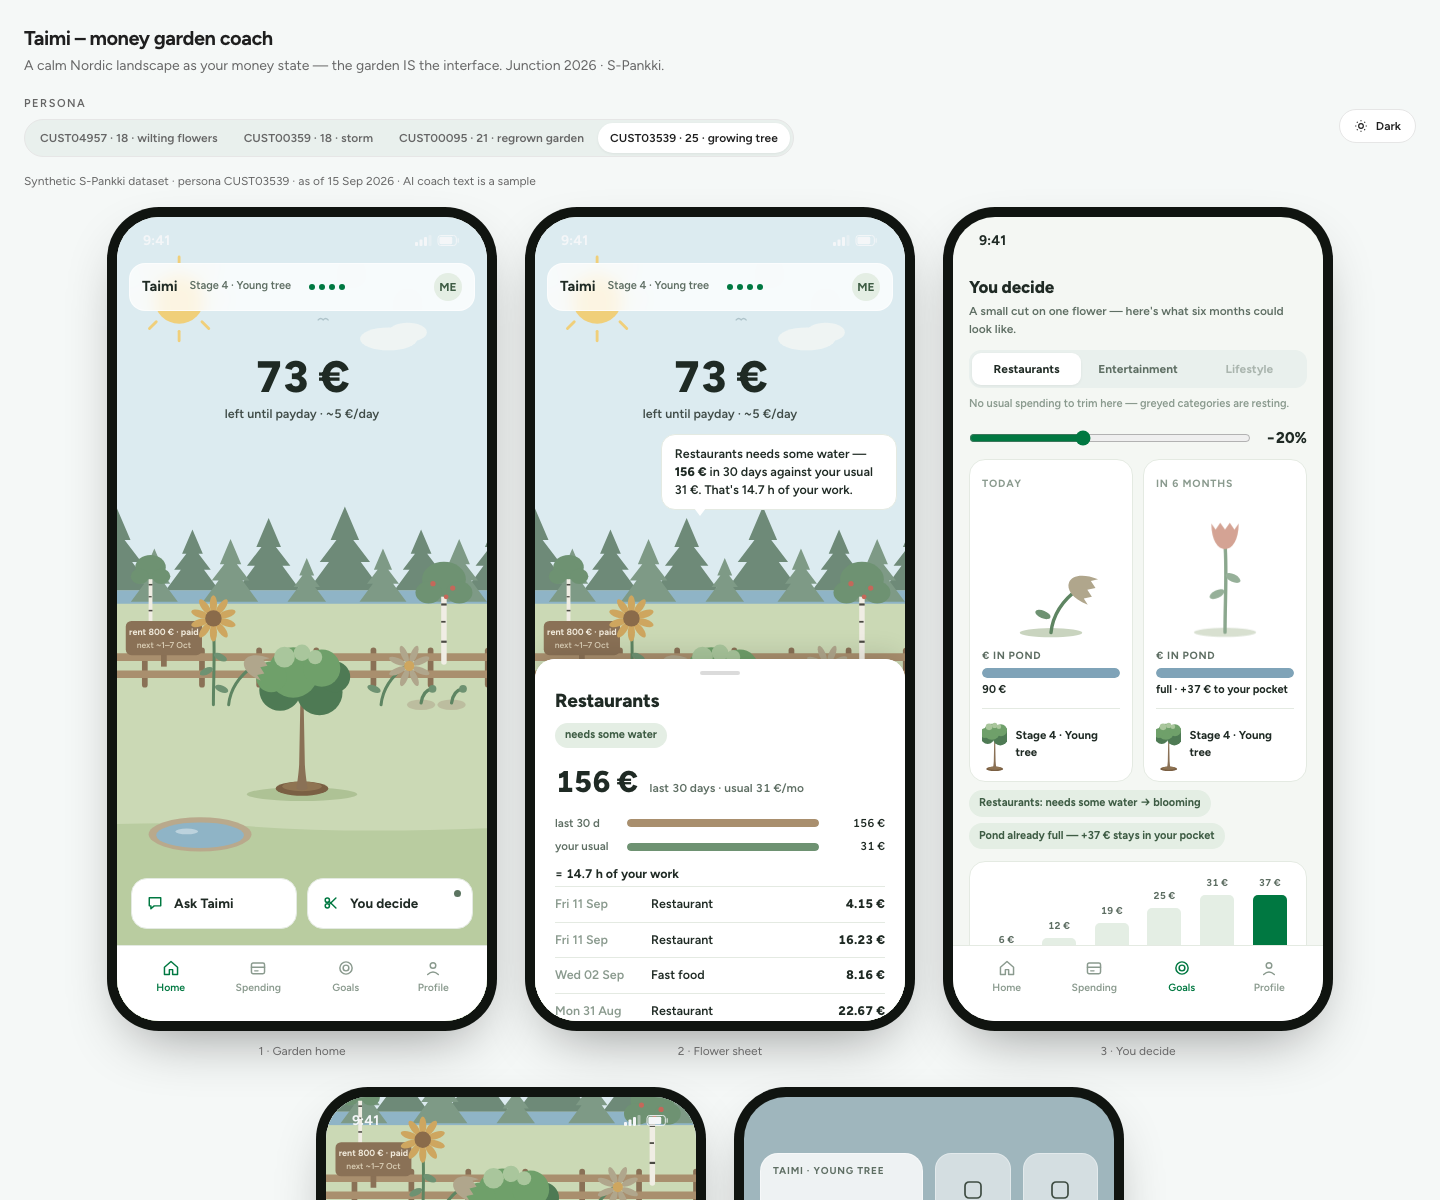 Taimi – money garden coach
A calm Nordic landscape as your money state — the garden IS the interface. Junction 2026 · S-Pankki.
PERSONA
CUST04957 · 18 · wilting flowers
CUST00359 · 18 · storm
CUST00095 · 21 · regrown garden
CUST03539 · 25 · growing tree
Dark
Synthetic S-Pankki dataset · persona CUST03539 · as of 15 Sep 2026 · AI coach text is a sample
9:41
Taimi
Stage 4 · Young tree
ME
73 €
left until payday · ~5 €/day
rent 800 € · paid
next ~1–7 Oct
Ask Taimi
You decide
Home
Spending
Goals
Profile
1 · Garden home
9:41
Taimi
Stage 4 · Young tree
ME
73 €
left until payday · ~5 €/day
Restaurants needs some water —
156 € in 30 days against your usual
31 €. That's 14.7 h of your work.
rent 800 € · paid
next ~1–7 Oct
Restaurants
needs some water
156 € last 30 days · usual 31 €/mo
last 30 d 156 €
your usual 31 €
= 14.7 h of your work
Fri 11 Sep Restaurant 4.15 €
Fri 11 Sep Restaurant 16.23 €
Wed 02 Sep Fast food 8.16 €
Mon 31 Aug Restaurant 22.67 €
2 · Flower sheet
9:41
You decide
A small cut on one flower — here's what six months could
look like.
Restaurants
Entertainment
Lifestyle
No usual spending to trim here — greyed categories are resting.
−20%
TODAY
€ IN POND
90 €
Stage 4 · Young
tree
IN 6 MONTHS
€ IN POND
full · +37 € to your pocket
Stage 4 · Young
tree
Restaurants: needs some water → blooming
Pond already full — +37 € stays in your pocket
6 €
12 €
19 €
25 €
31 €
37 €
Home
Spending
Goals
Profile
3 · You decide
9:41
rent 800 € · paid
next ~1–7 Oct
TAIMI · YOUNG TREE